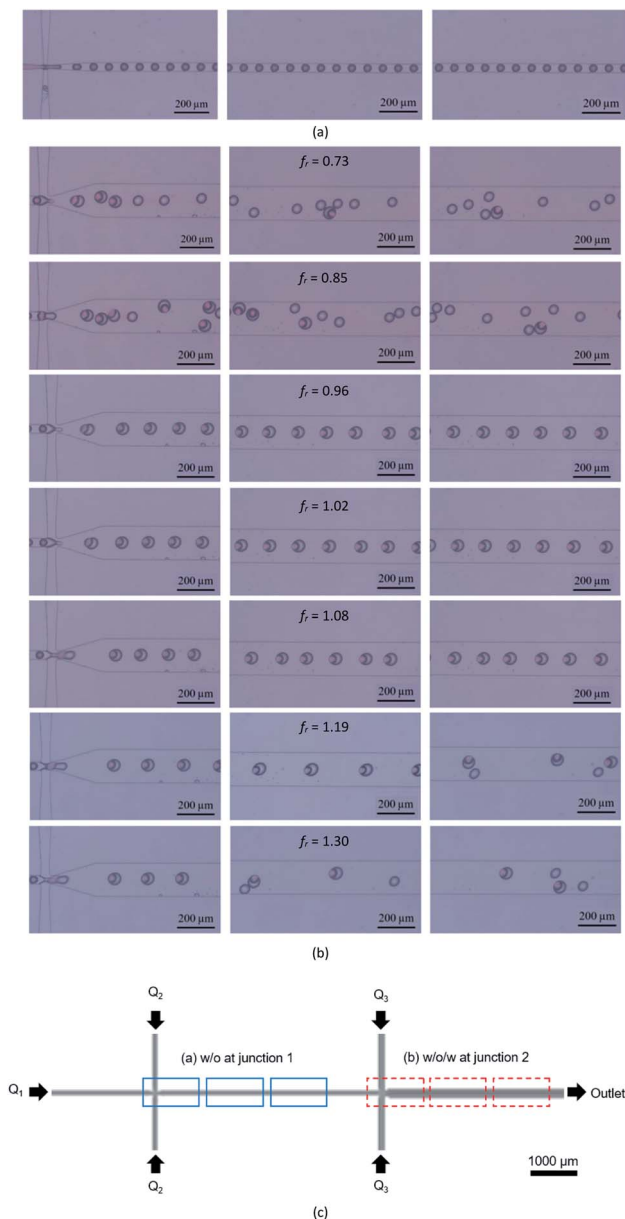 200 µm 200 µm 200 µm
(a)
fr = 0.73
200 µm 200 µm 200 µm
fr = 0.85
200 µm 200 µm 200 µm
fr = 0.96
200 µm 200 µm 200 µm
fr = 1.02
200 µm 200 µm 200 µm
fr = 1.08
200 µm 200 µm 200 µm
fr = 1.19
200 µm 200 µm 200 µm
fr = 1.30
200 µm 200 µm 200 µm
(b)
Q2 Q3
(a) w/o at junction 1 (b) w/o/w at junction 2
Q1 Outlet
1000 µm
Q2 Q3
(c)